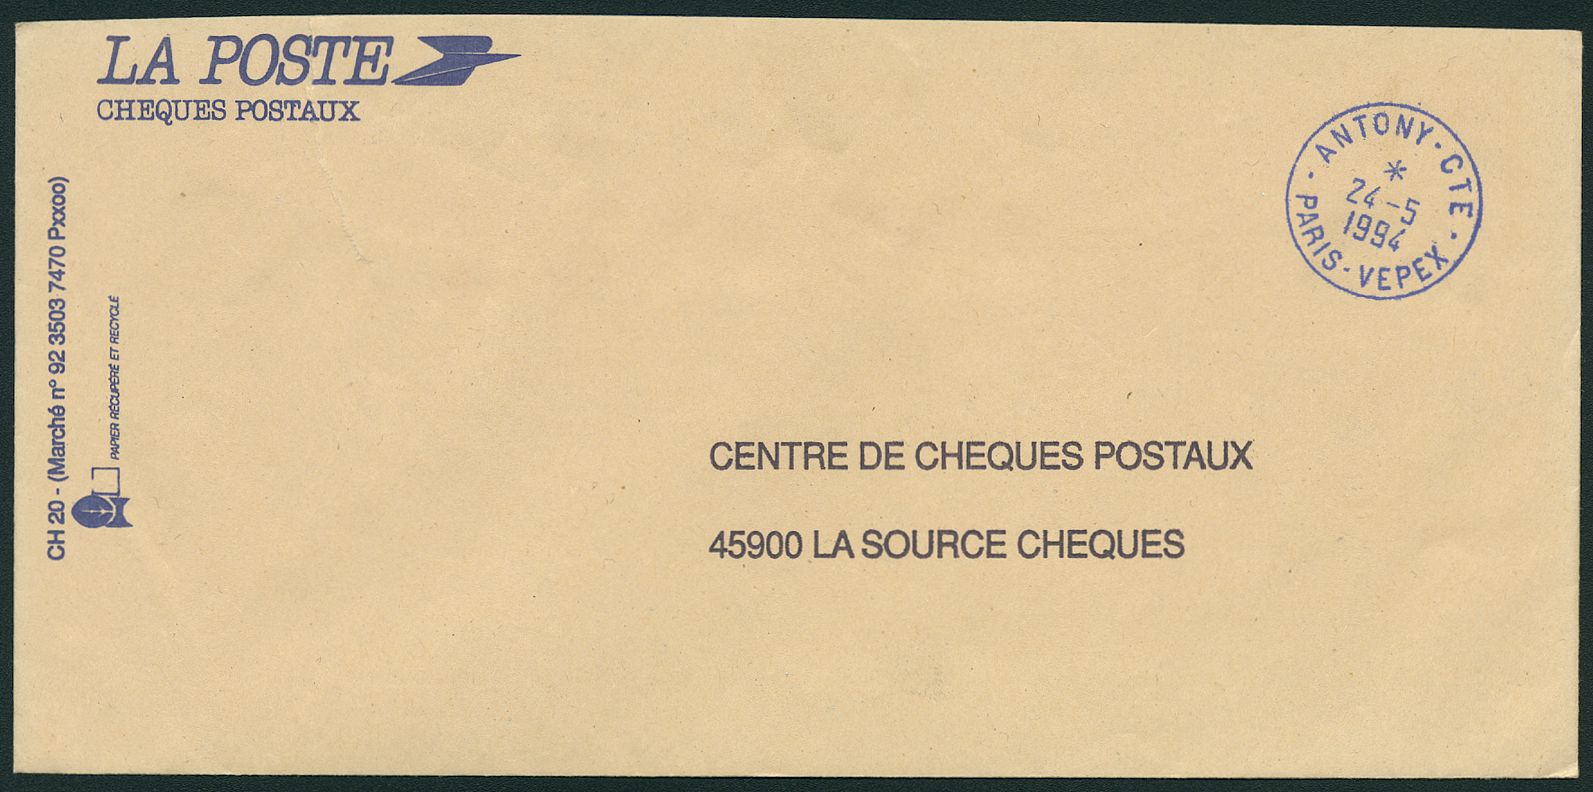 LA POSTE
CHEQUES POSTAUX
ANTONY - CTE -
*
24-5
1994
PARIS - VEPEX
CH 20 - (Marché n° 92 3503 7470 Pxxoo)
PAPIER RÉCUPÉRÉ ET RECYCLÉ
CENTRE DE CHEQUES POSTAUX
45900 LA SOURCE CHEQUES